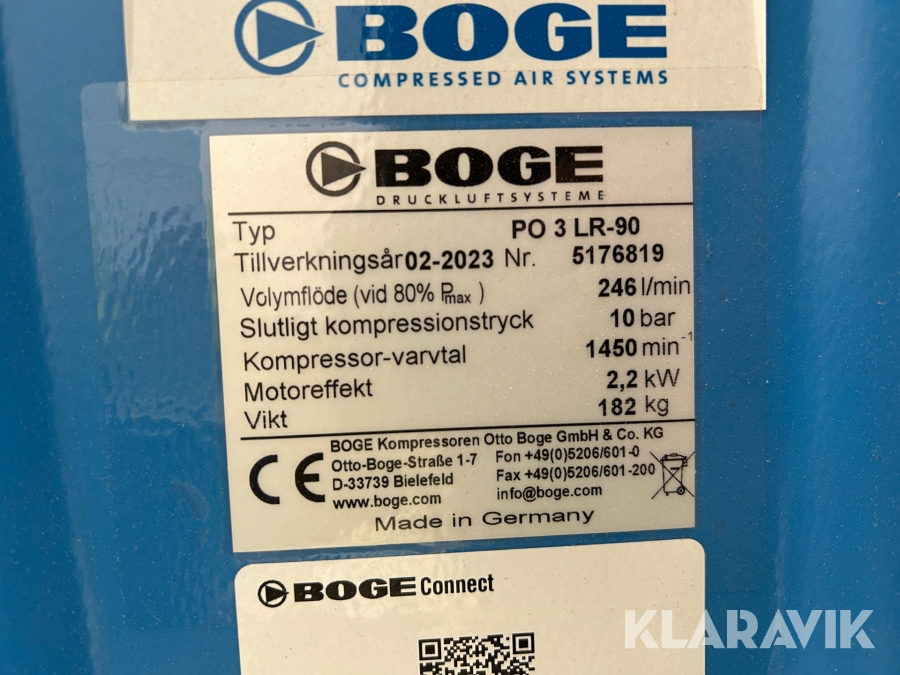 BOGE
COMPRESSED AIR SYSTEMS
BOGE
DRUCKLUFTSYSTEME
Typ PO 3 LR-90
Tillverkningsår 02-2023 Nr. 5176819
Volymflöde (vid 80% Pmax ) 246 l/min
Slutligt kompressionstryck 10 bar
Kompressor-varvtal 1450 min⁻¹
Motoreffekt 2,2 kW
Vikt 182 kg
CE
BOGE Kompressoren Otto Boge GmbH & Co. KG
Otto-Boge-Straße 1-7 Fon +49(0)5206/601-0
D-33739 Bielefeld Fax +49(0)5206/601-200
www.boge.com info@boge.com
Made in Germany
BOGE Connect
KLARAVIK